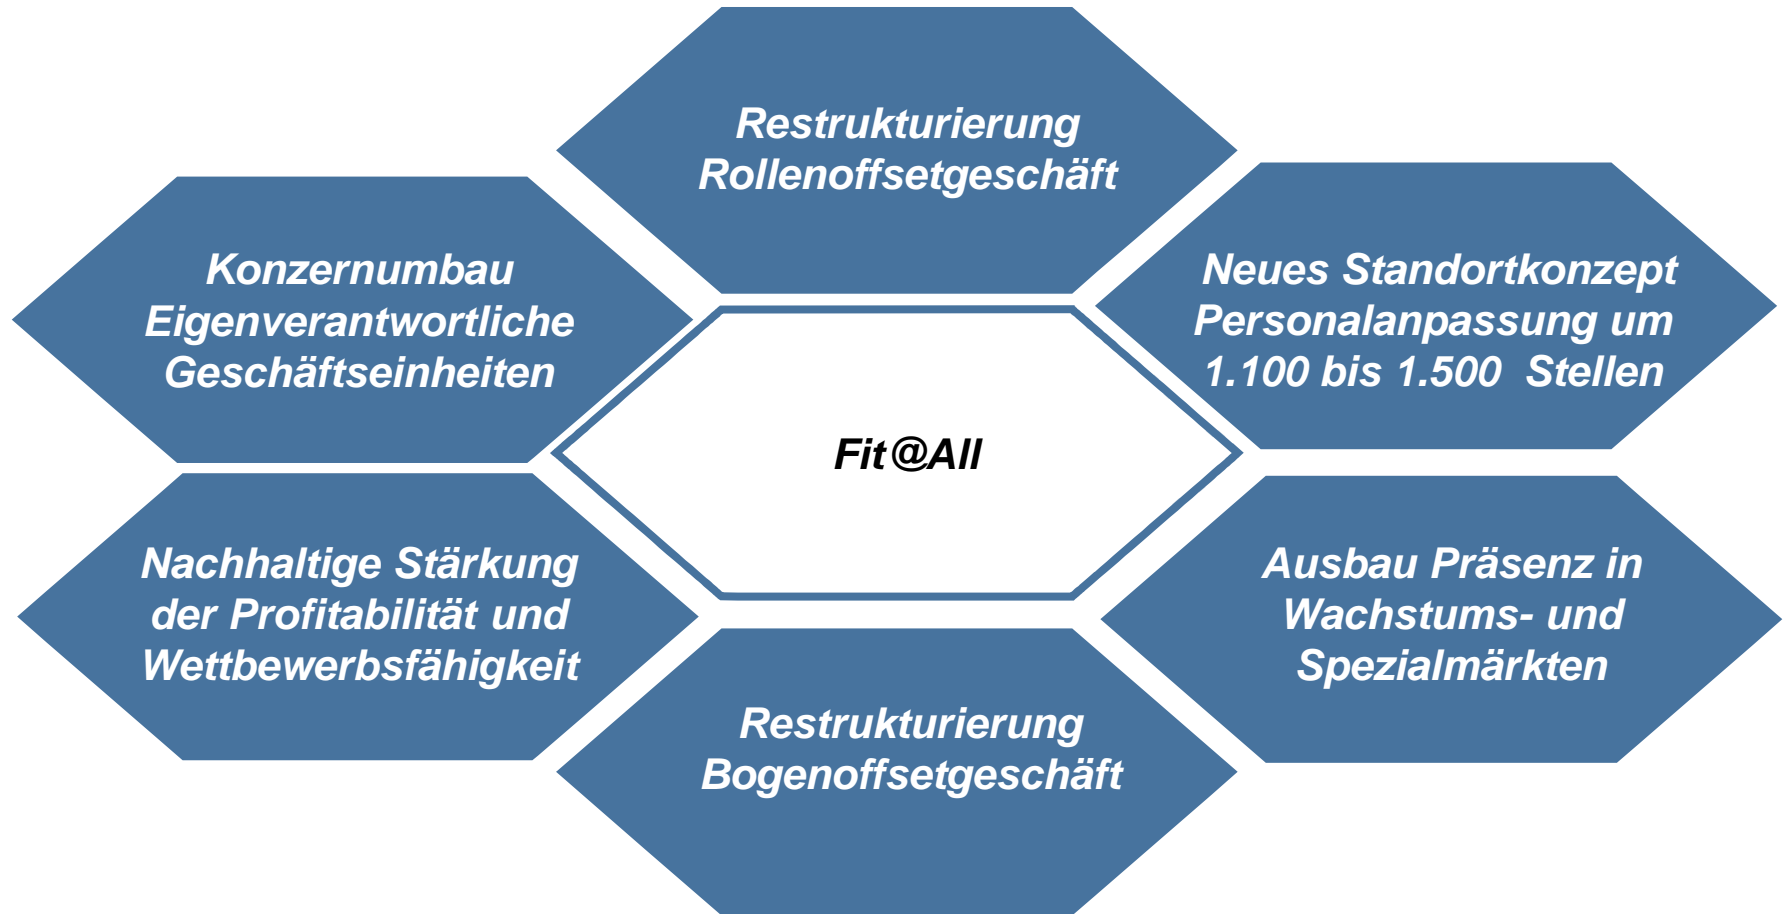 Restrukturierung
Rollenoffsetgeschäft
Konzernumbau
Eigenverantwortliche
Geschäftseinheiten
Neues Standortkonzept
Personalanpassung um
1.100 bis 1.500 Stellen
Fit@All
Nachhaltige Stärkung
der Profitabilität und
Wettbewerbsfähigkeit
Ausbau Präsenz in
Wachstums- und
Spezialmärkten
Restrukturierung
Bogenoffsetgeschäft